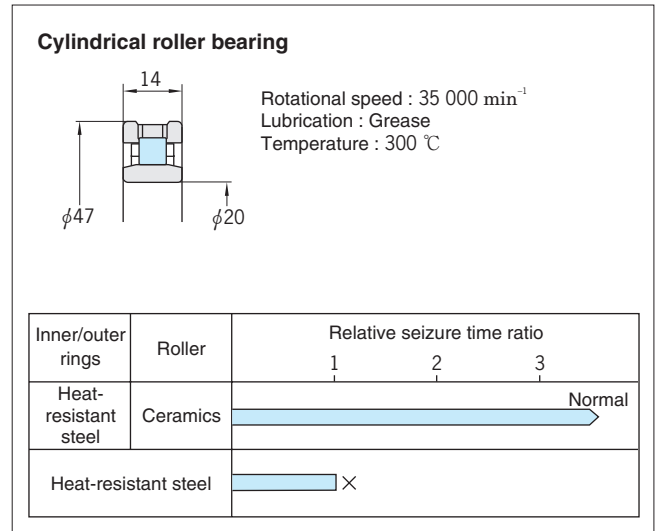 Cylindrical roller bearing
14
Rotational speed : 35 000 min⁻¹
Lubrication : Grease
Temperature : 300 ℃
ϕ47
ϕ20
Inner/outer
rings
Roller
Relative seizure time ratio
1 2 3
Heat-
resistant
steel
Ceramics
Normal
Heat-resistant steel
×